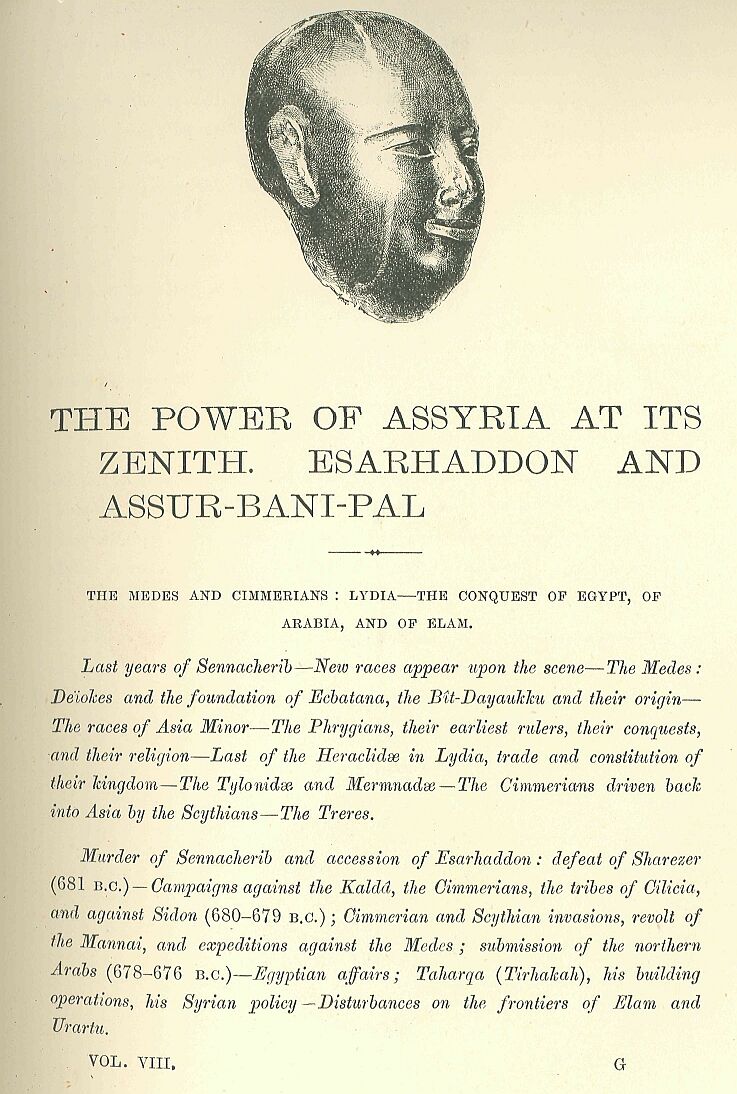 THE POWER OF ASSYRIA AT ITS
ZENITH. ESARHADDON AND
ASSUR-BANI-PAL
THE MEDES AND CIMMERIANS: LYDIA—THE CONQUEST OF EGYPT, OF
ARABIA, AND OF ELAM.
Last years of Sennacherib—New races appear upon the scene—The Medes:
Deïokes and the foundation of Ecbatana, the Bît-Dayaukku and their origin—
The races of Asia Minor—The Phrygians, their earliest rulers, their conquests,
and their religion—Last of the Heraclidæ in Lydia, trade and constitution of
their kingdom—The Tylonidæ and Mermnadæ—The Cimmerians driven back
into Asia by the Scythians—The Treres.
Murder of Sennacherib and accession of Esarhaddon: defeat of Sharezer
(681 B.C.)—Campaigns against the Kaldâ, the Cimmerians, the tribes of Cilicia,
and against Sidon (680-679 B.C.); Cimmerian and Scythian invasions, revolt of
the Mannai, and expeditions against the Medes; submission of the northern
Arabs (678-676 B.C.)—Egyptian affairs; Taharqa (Tirhakah), his building
operations, his Syrian policy—Disturbances on the frontiers of Elam and
Urartu.
VOL. VIII. G